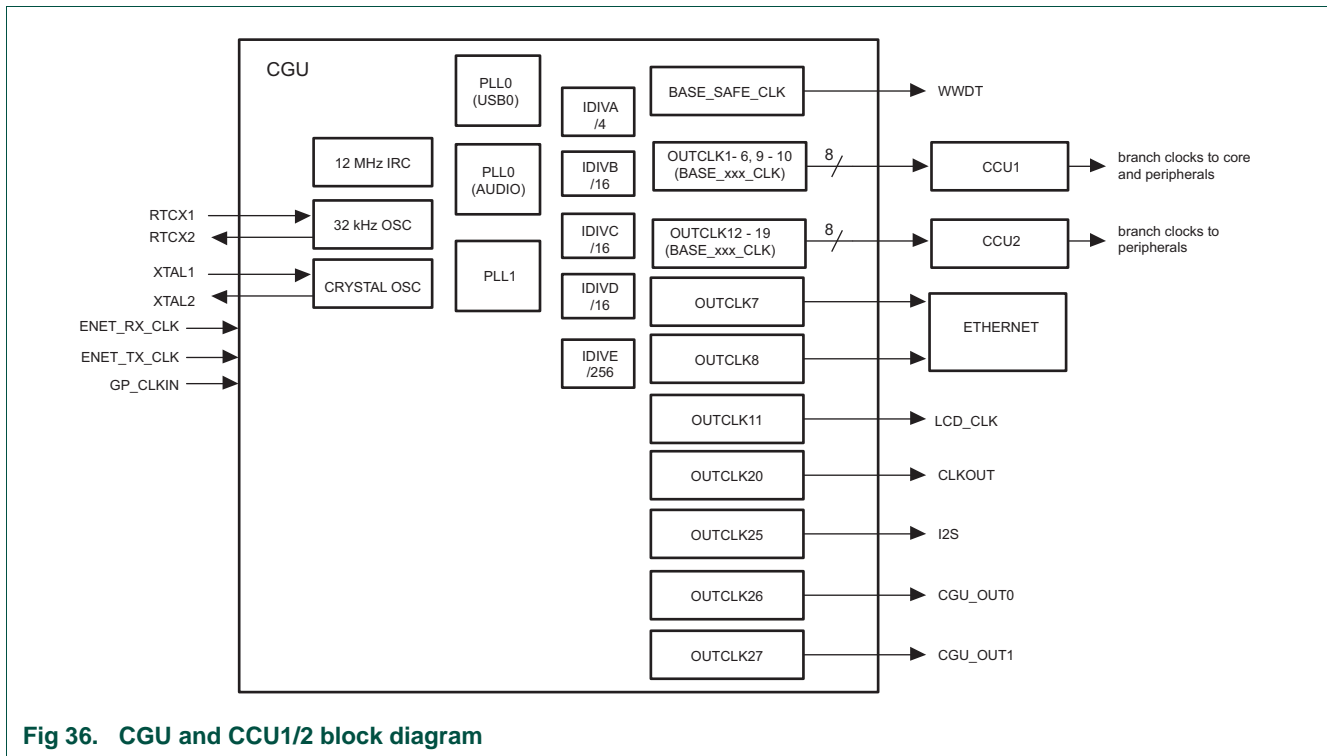 CGU
PLL0
(USB0)
PLL0
(AUDIO)
PLL1
12 MHz IRC
32 kHz OSC
CRYSTAL OSC
RTCX1
RTCX2
XTAL1
XTAL2
ENET_RX_CLK
ENET_TX_CLK
GP_CLKIN
IDIVA
/4
IDIVB
/16
IDIVC
/16
IDIVD
/16
IDIVE
/256
BASE_SAFE_CLK
WWDT
OUTCLK1- 6, 9 - 10
(BASE_xxx_CLK)
8
CCU1
branch clocks to core
and peripherals
OUTCLK12 - 19
(BASE_xxx_CLK)
8
CCU2
branch clocks to
peripherals
OUTCLK7
OUTCLK8
ETHERNET
OUTCLK11
LCD_CLK
OUTCLK20
CLKOUT
OUTCLK25
I2S
OUTCLK26
CGU_OUT0
OUTCLK27
CGU_OUT1
Fig 36. CGU and CCU1/2 block diagram